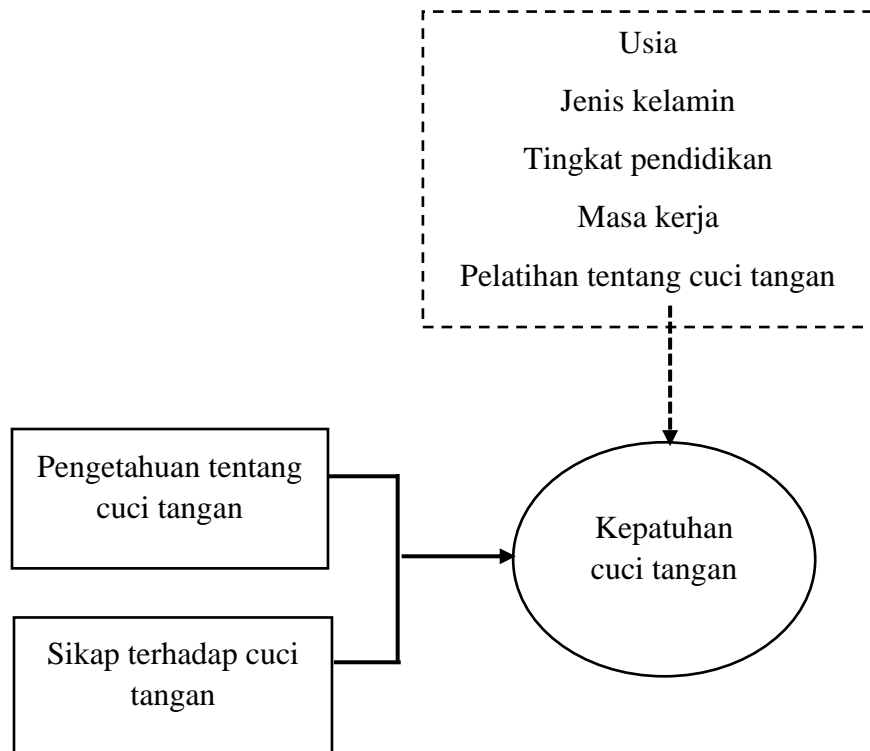 Usia
Jenis kelamin
Tingkat pendidikan
Masa kerja
Pelatihan tentang cuci tangan
Pengetahuan tentang
cuci tangan
Kepatuhan
cuci tangan
Sikap terhadap cuci
tangan